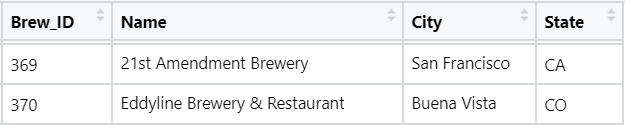 Brew_ID Name City State
369 21st Amendment Brewery San Francisco CA
370 Eddyline Brewery & Restaurant Buena Vista CO